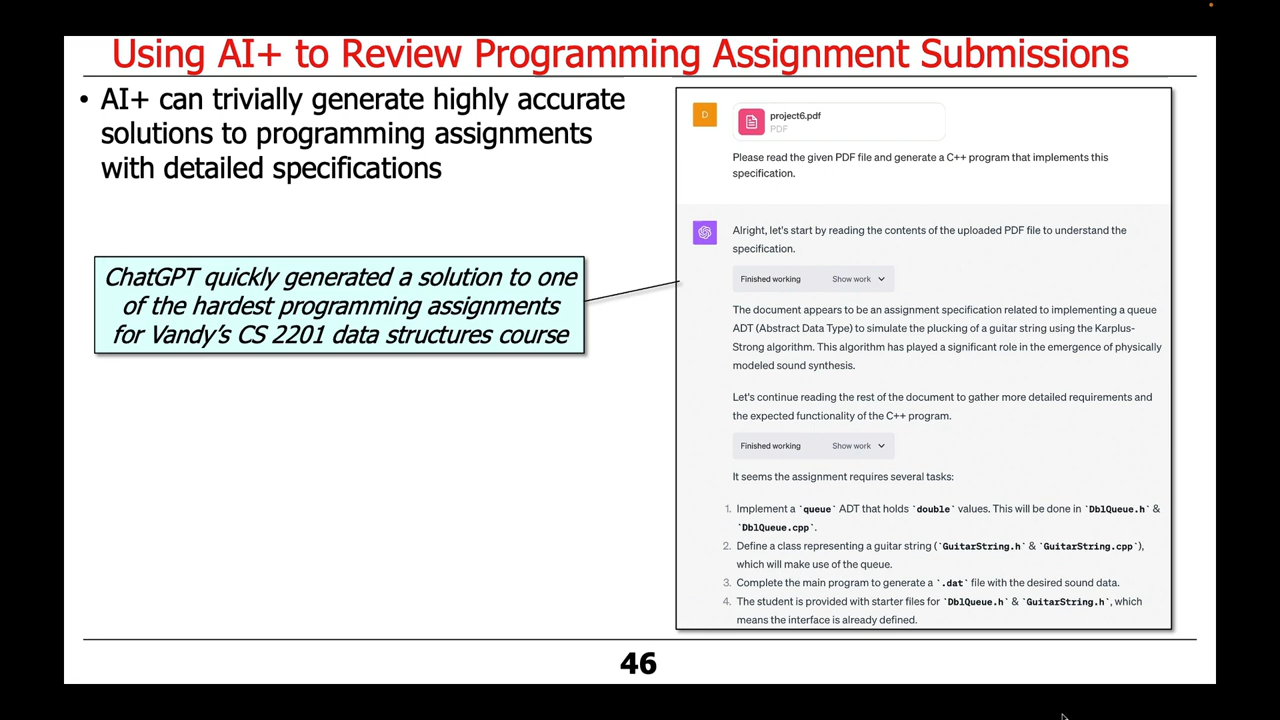 Using AI+ to Review Programming Assignment Submissions
• AI+ can trivially generate highly accurate
solutions to programming assignments
with detailed specifications
ChatGPT quickly generated a solution to one
of the hardest programming assignments
for Vandy's CS 2201 data structures course
D
project6.pdf
PDF
Please read the given PDF file and generate a C++ program that implements this
specification.
Alright, let's start by reading the contents of the uploaded PDF file to understand the
specification.
Finished working Show work
The document appears to be an assignment specification related to implementing a queue
ADT (Abstract Data Type) to simulate the plucking of a guitar string using the Karplus-
Strong algorithm. This algorithm has played a significant role in the emergence of physically
modeled sound synthesis.
Let's continue reading the rest of the document to gather more detailed requirements and
the expected functionality of the C++ program.
Finished working Show work
It seems the assignment requires several tasks:
1. Implement a `queue` ADT that holds `double` values. This will be done in `DblQueue.h` &
`DblQueue.cpp`.
2. Define a class representing a guitar string (`GuitarString.h` & `GuitarString.cpp`),
which will make use of the queue.
3. Complete the main program to generate a `.dat` file with the desired sound data.
4. The student is provided with starter files for `DblQueue.h` & `GuitarString.h`, which
means the interface is already defined.
46